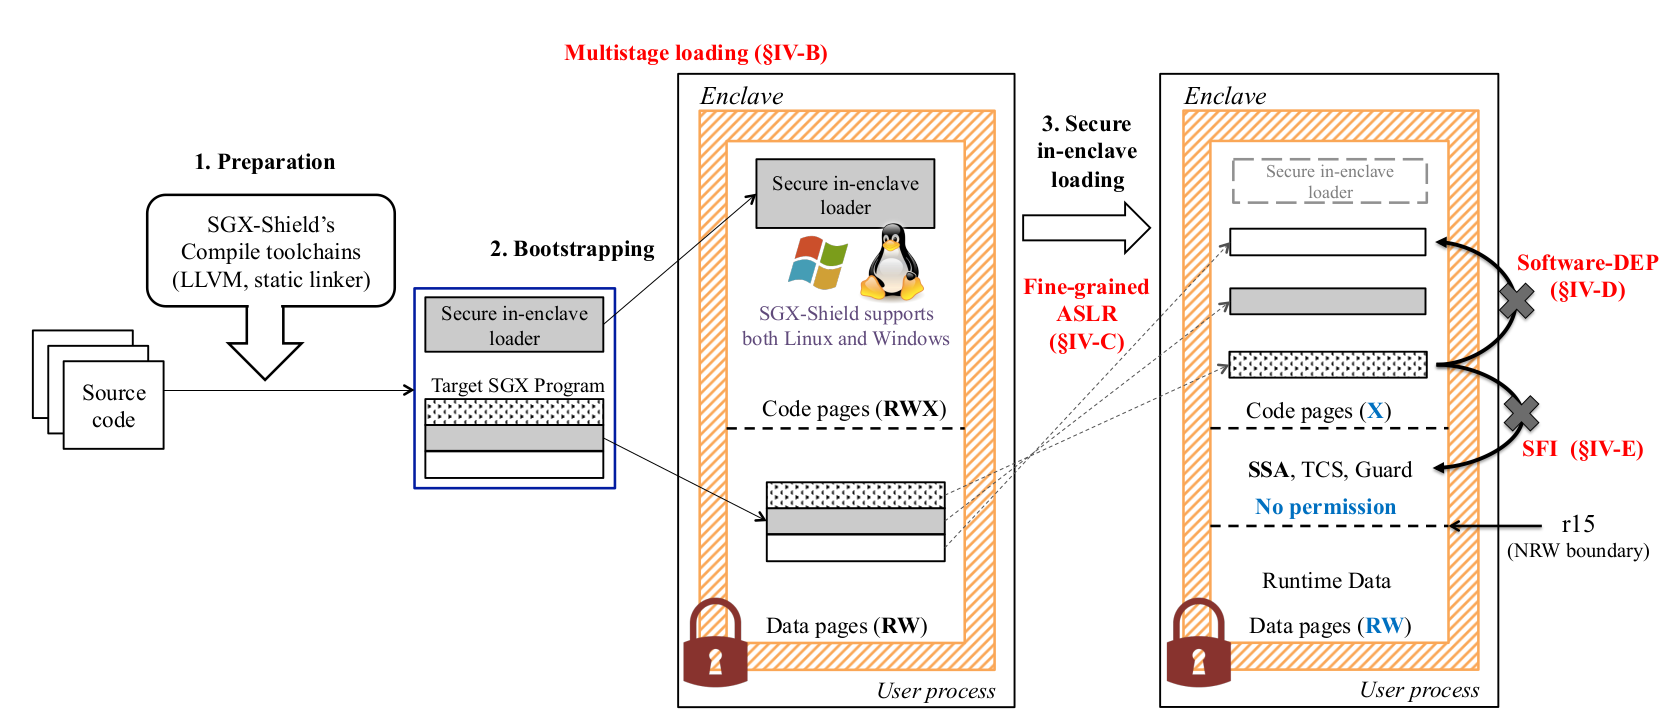 Multistage loading (§IV-B)
1. Preparation
SGX-Shield’s
Compile toolchains
(LLVM, static linker)
Source
code
2. Bootstrapping
Secure in-enclave
loader
Target SGX Program
Enclave
Secure in-enclave
loader
SGX-Shield supports
both Linux and Windows
Code pages (RWX)
Data pages (RW)
User process
3. Secure
in-enclave
loading
Fine-grained
ASLR
(§IV-C)
Enclave
Secure in-enclave
loader
Code pages (X)
SSA, TCS, Guard
No permission
Runtime Data
Data pages (RW)
User process
Software-DEP
(§IV-D)
SFI (§IV-E)
r15
(NRW boundary)